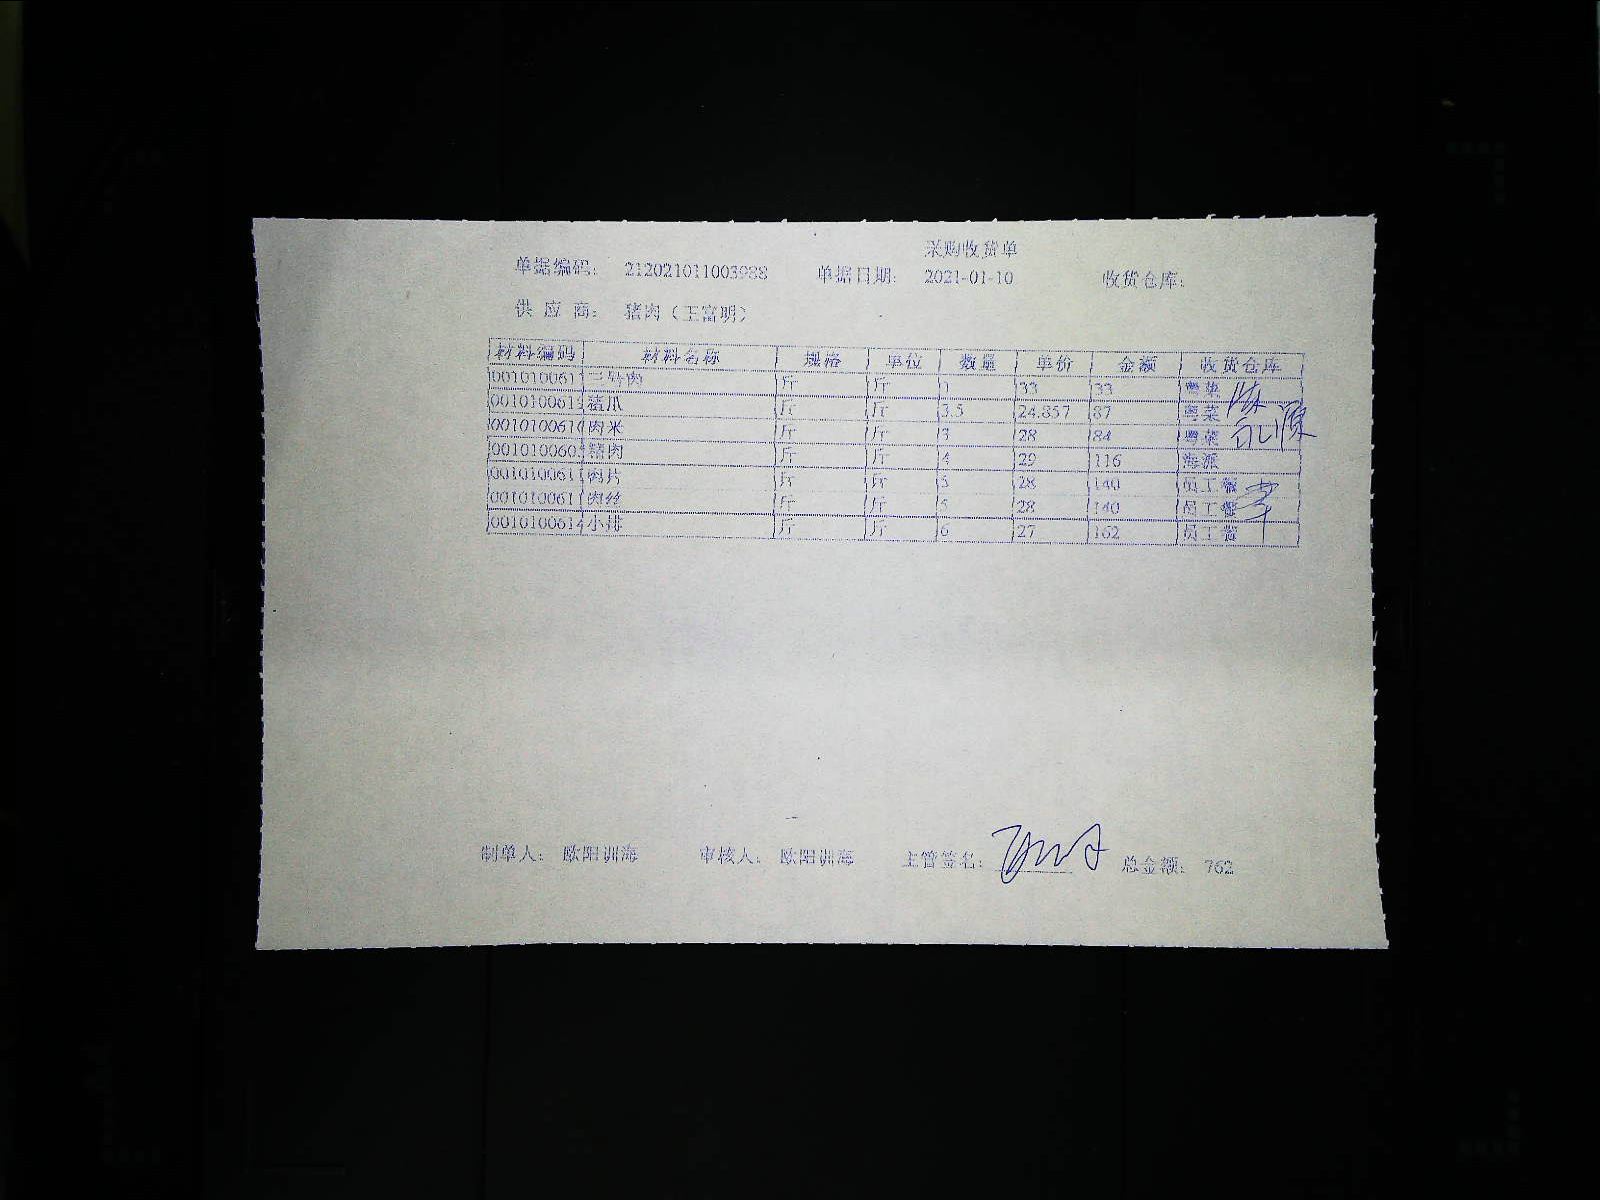 采购收货单
单据编码: 212021011003988 单据日期: 2021-01-10 收货仓库:
供 应 商: 猪肉（王富明）
材料编码 材料名称 规格 单位 数量 单价 金额 收货仓库
001010061 三号肉 斤 斤 1 33 33 粤菜
001010061 猪爪 斤 斤 3.5 24.857 87 粤菜
001010061 肉米 斤 斤 3 28 84 粤菜
001010060 猪肉 斤 斤 4 29 116 海派
001010061 肉片 斤 斤 5 28 140 员工餐
001010061 肉丝 斤 斤 5 28 140 员工餐
0010100614 小排 斤 斤 6 27 162 员工餐
制单人: 欧阳训海 审核人: 欧阳训海 主管签名: 总金额: 762